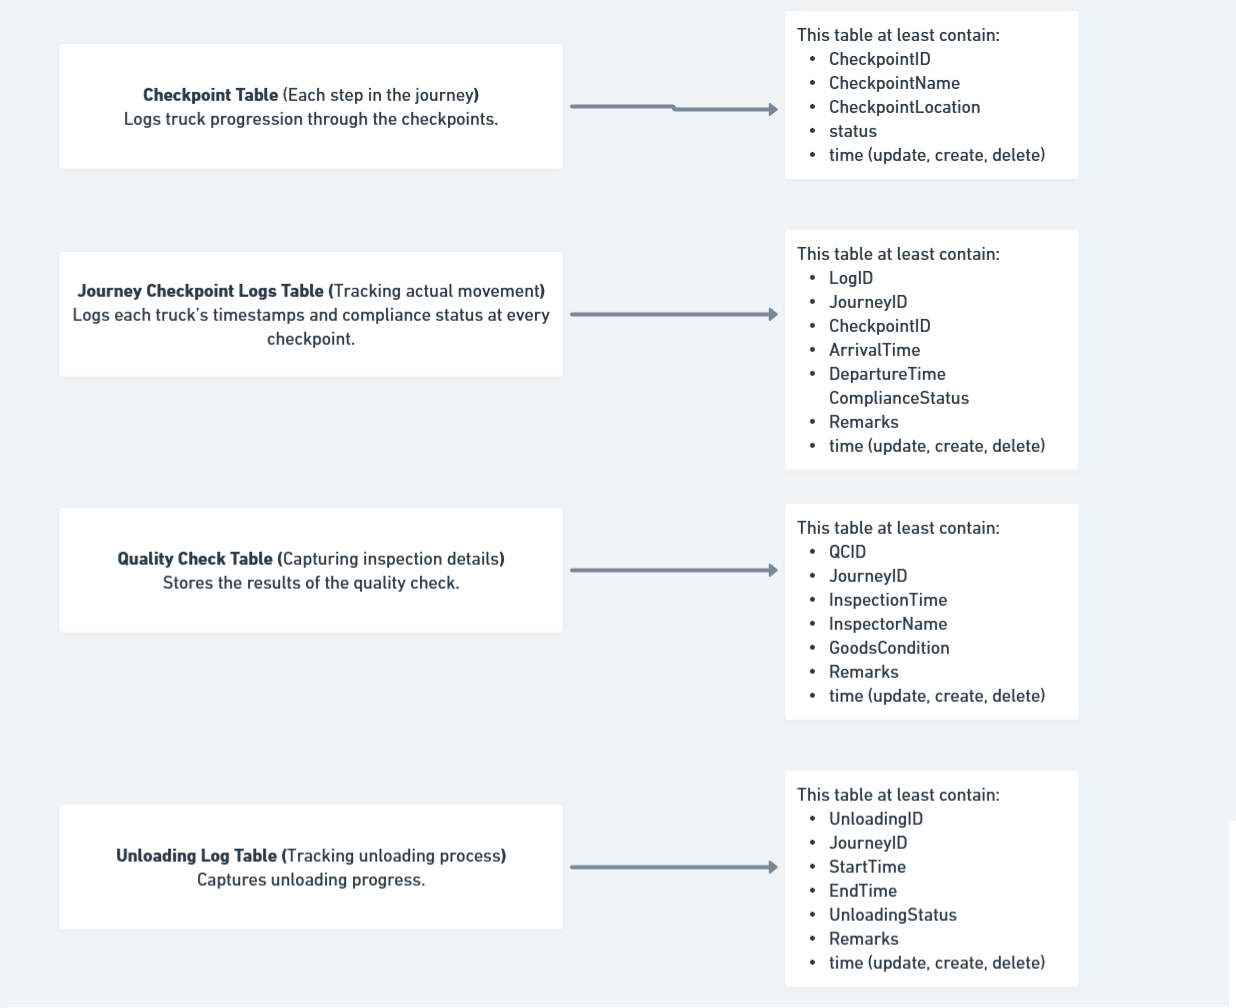 Checkpoint Table (Each step in the journey)
Logs truck progression through the checkpoints.
This table at least contain:
• CheckpointID
• CheckpointName
• CheckpointLocation
• status
• time (update, create, delete)
Journey Checkpoint Logs Table (Tracking actual movement)
Logs each truck's timestamps and compliance status at every
checkpoint.
This table at least contain:
• LogID
• JourneyID
• CheckpointID
• ArrivalTime
• DepartureTime
ComplianceStatus
• Remarks
• time (update, create, delete)
Quality Check Table (Capturing inspection details)
Stores the results of the quality check.
This table at least contain:
• QCID
• JourneyID
• InspectionTime
• InspectorName
• GoodsCondition
• Remarks
• time (update, create, delete)
Unloading Log Table (Tracking unloading process)
Captures unloading progress.
This table at least contain:
• UnloadingID
• JourneyID
• StartTime
• EndTime
• UnloadingStatus
• Remarks
• time (update, create, delete)